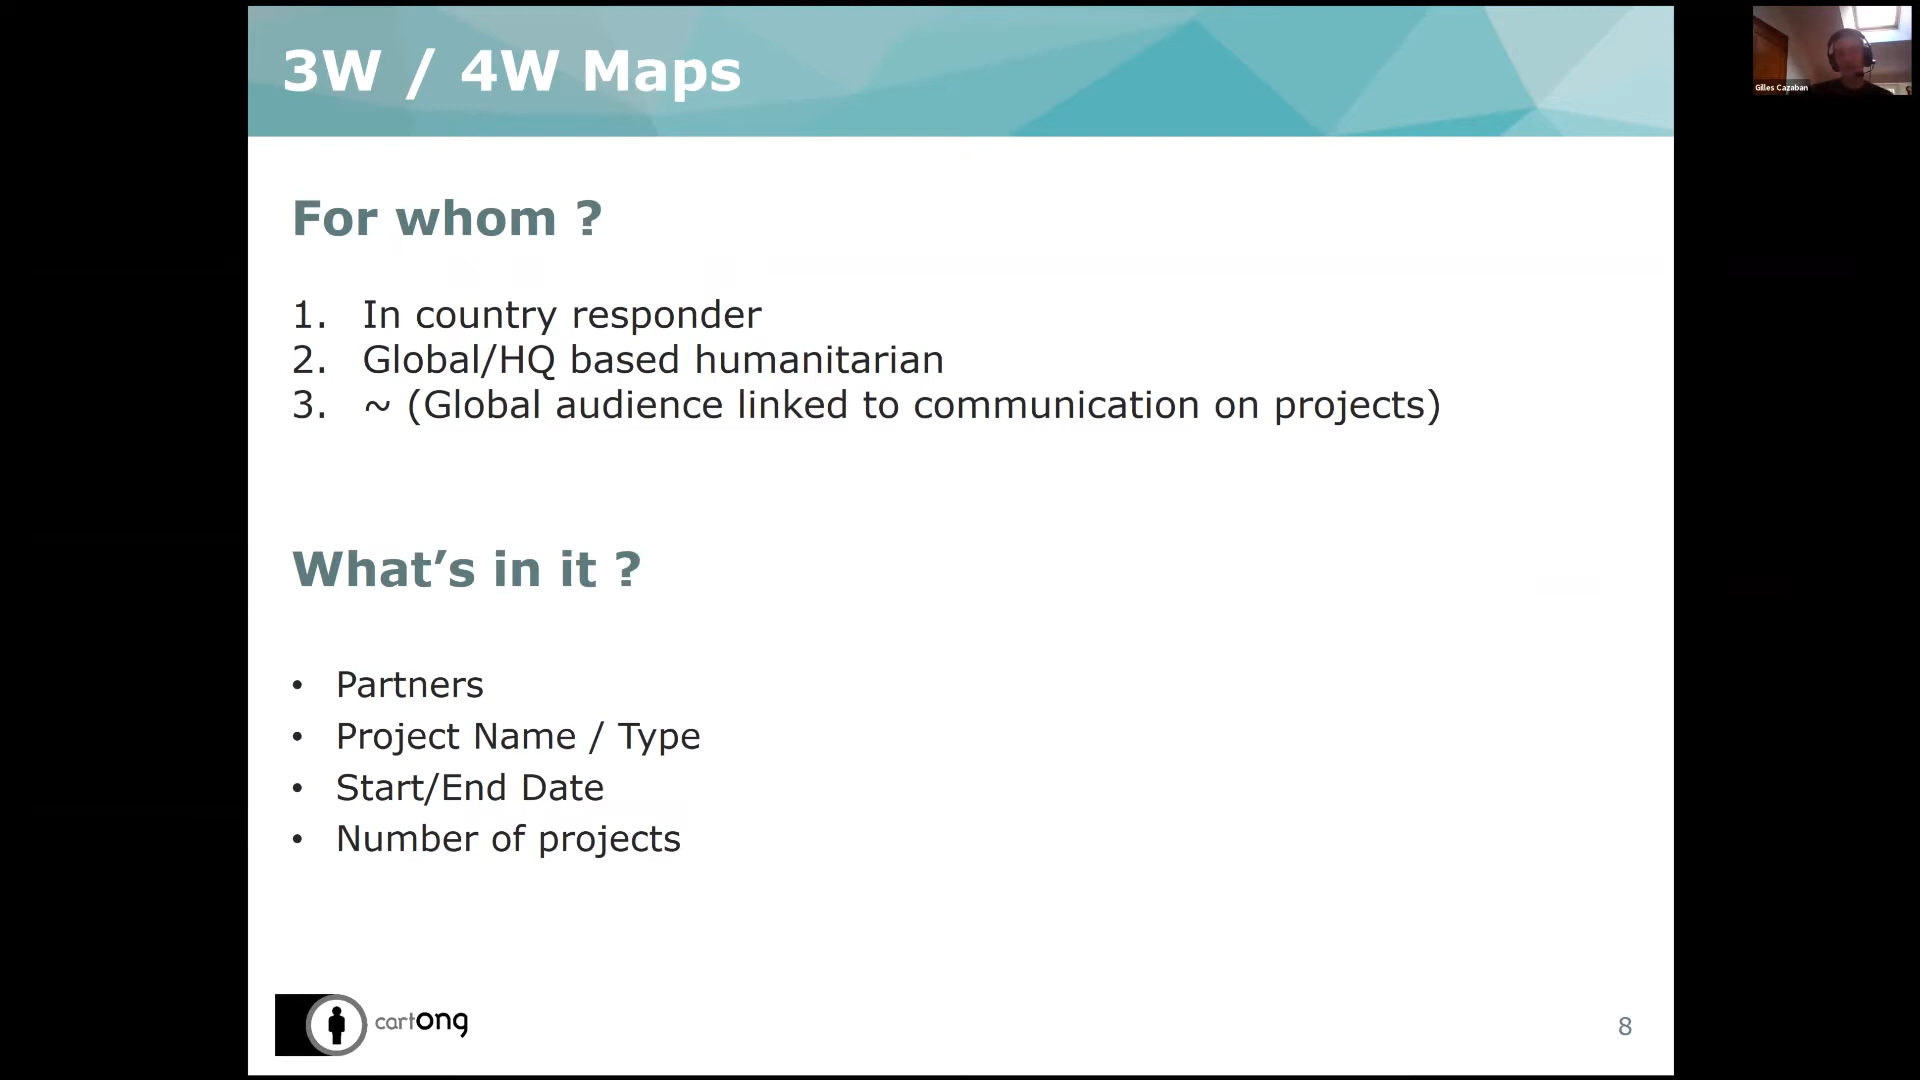 3W / 4W Maps
Gilles Cazaban
For whom ?
1. In country responder
2. Global/HQ based humanitarian
3. ~ (Global audience linked to communication on projects)
What’s in it ?
• Partners
• Project Name / Type
• Start/End Date
• Number of projects
cartong
8